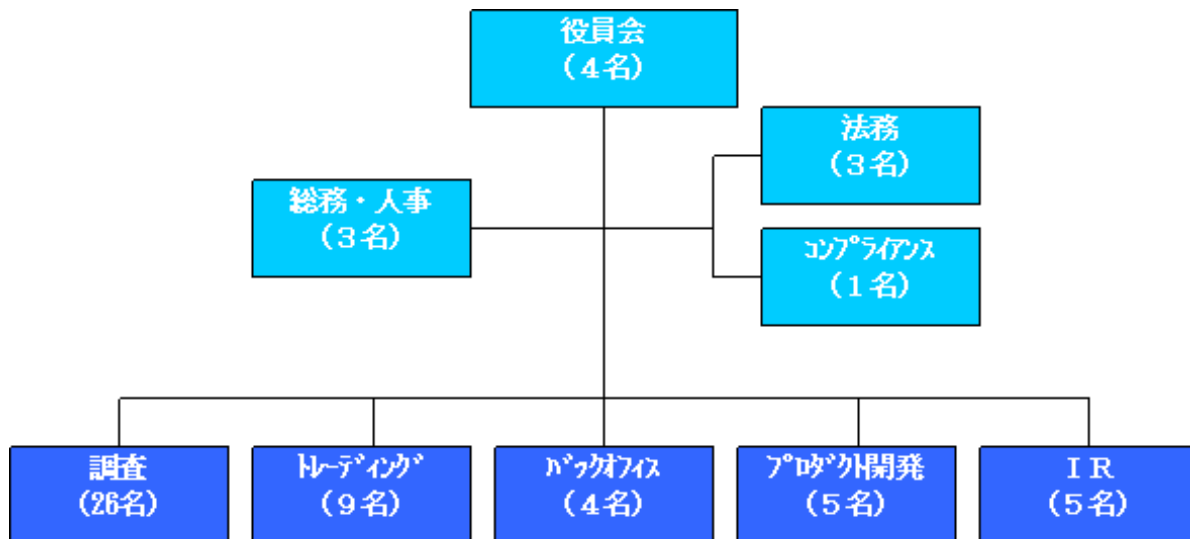 役員会
（４名）
法務
（３名）
総務・人事
（３名）
ｺﾝﾌﾟﾗｲｱﾝｽ
（１名）
調査
（26名）
ﾄﾚｰﾃﾞｨﾝｸﾞ
（９名）
ﾊﾞｯｸｵﾌｨｽ
（４名）
ﾌﾟﾛﾀﾞｸﾄ開発
（５名）
ＩＲ
（５名）